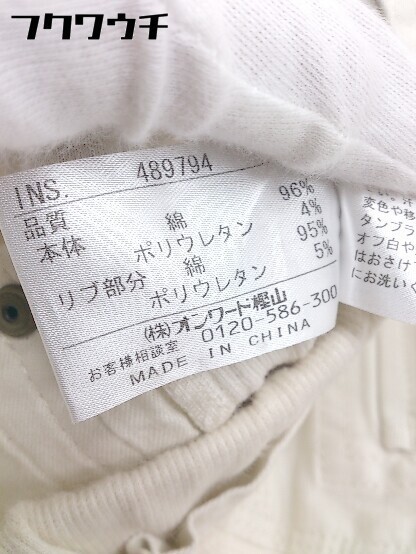 フクワウチ
INS. 489794
品質
本体 綿 96%
ポリウレタン 4%
リブ部分 綿 95%
ポリウレタン 5%
㈱オンワード樫山
お客様相談室 0120-586-300
MADE IN CHINA
変色や移
タンブラ
オフ白や
はおさけ
にお洗いく